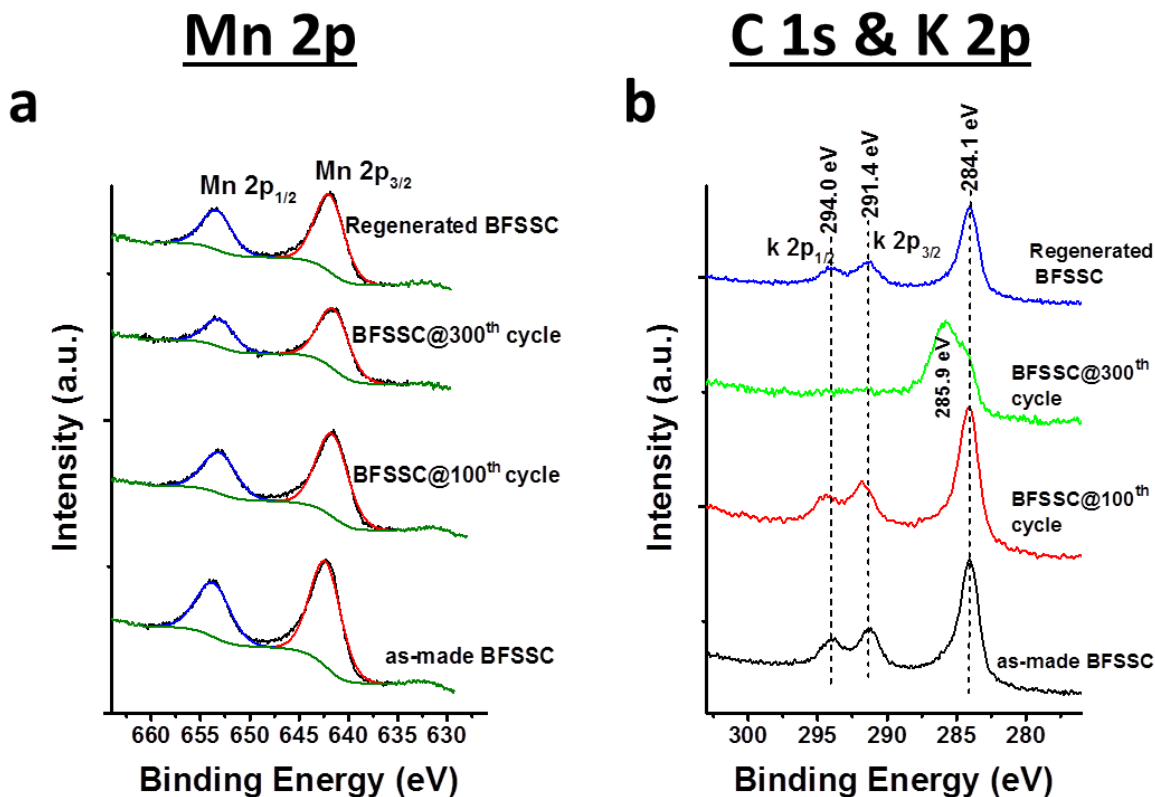 Mn 2p
C 1s & K 2p
a
Mn 2p1/2
Mn 2p3/2
Regenerated BFSSC
BFSSC@300th cycle
BFSSC@100th cycle
as-made BFSSC
Intensity (a.u.)
660 655 650 645 640 635 630
Binding Energy (eV)
b
294.0 eV
291.4 eV
284.1 eV
k 2p1/2
k 2p3/2
Regenerated
BFSSC
285.9 eV
BFSSC@300th
cycle
BFSSC@100th
cycle
as-made BFSSC
Intensity (a.u.)
300 295 290 285 280
Binding Energy (eV)